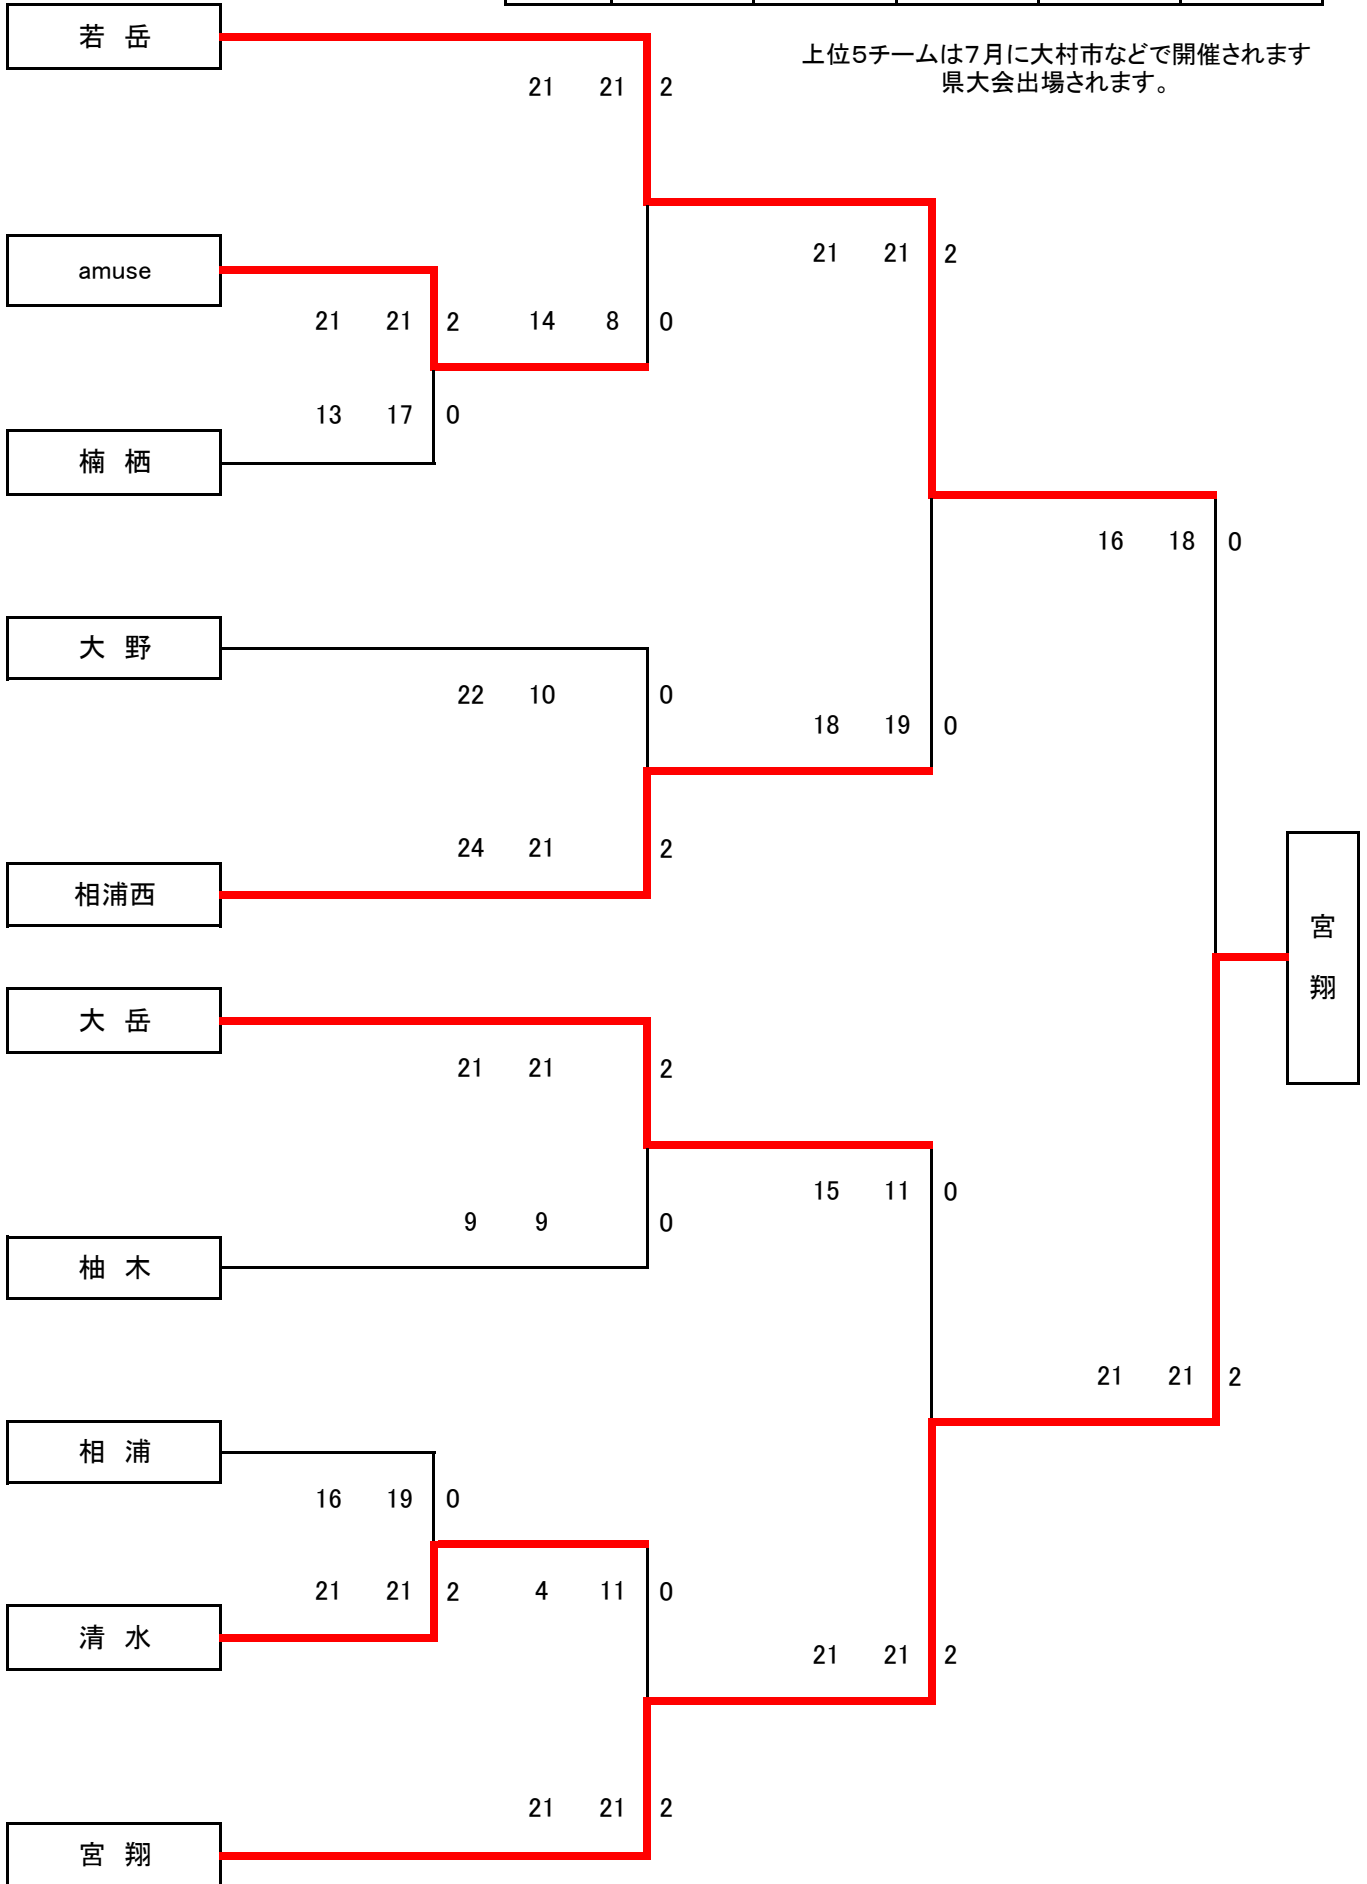 若 岳
上位5チームは7月に大村市などで開催されます
県大会出場されます。
21 21 2
amuse
21 21 2
21 21 2 14 8 0
13 17 0
楠 栖
16 18 0
大 野
22 10 0
18 19 0
24 21 2
相浦西
宮
翔
大 岳
21 21 2
15 11 0
9 9 0
柚 木
21 21 2
相 浦
16 19 0
21 21 2 4 11 0
清 水
21 21 2
21 21 2
宮 翔